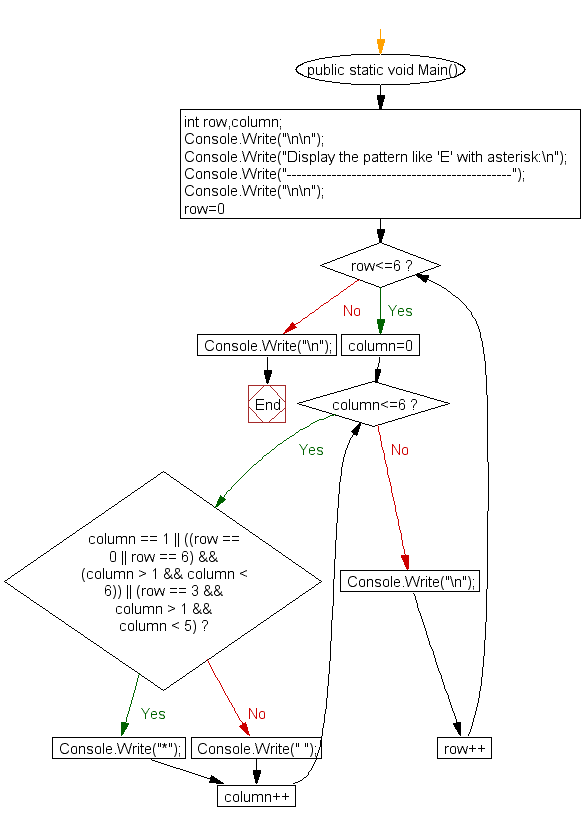 public static void Main()
int row,column;
Console.Write("\n\n");
Console.Write("Display the pattern like 'E' with asterisk:\n");
Console.Write("---------------------------------------------");
Console.Write("\n\n");
row=0
row<=6 ?
No
Yes
Console.Write("\n");
column=0
End
column<=6 ?
Yes
No
column == 1 || ((row ==
0 || row == 6) &&
(column > 1 && column <
6)) || (row == 3 &&
column > 1 &&
column < 5) ?
Console.Write("\n");
Yes
No
Console.Write("*");
Console.Write(" ");
row++
column++